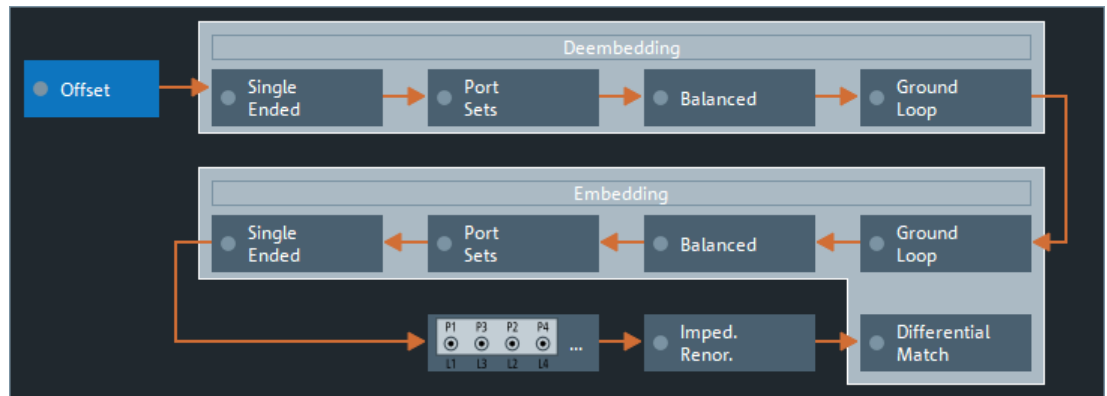 Deembedding
Offset
Single
Ended
Port
Sets
Balanced
Ground
Loop
Embedding
Single
Ended
Port
Sets
Balanced
Ground
Loop
P1 P3 P2 P4
...
L1 L3 L2 L4
Imped.
Renor.
Differential
Match